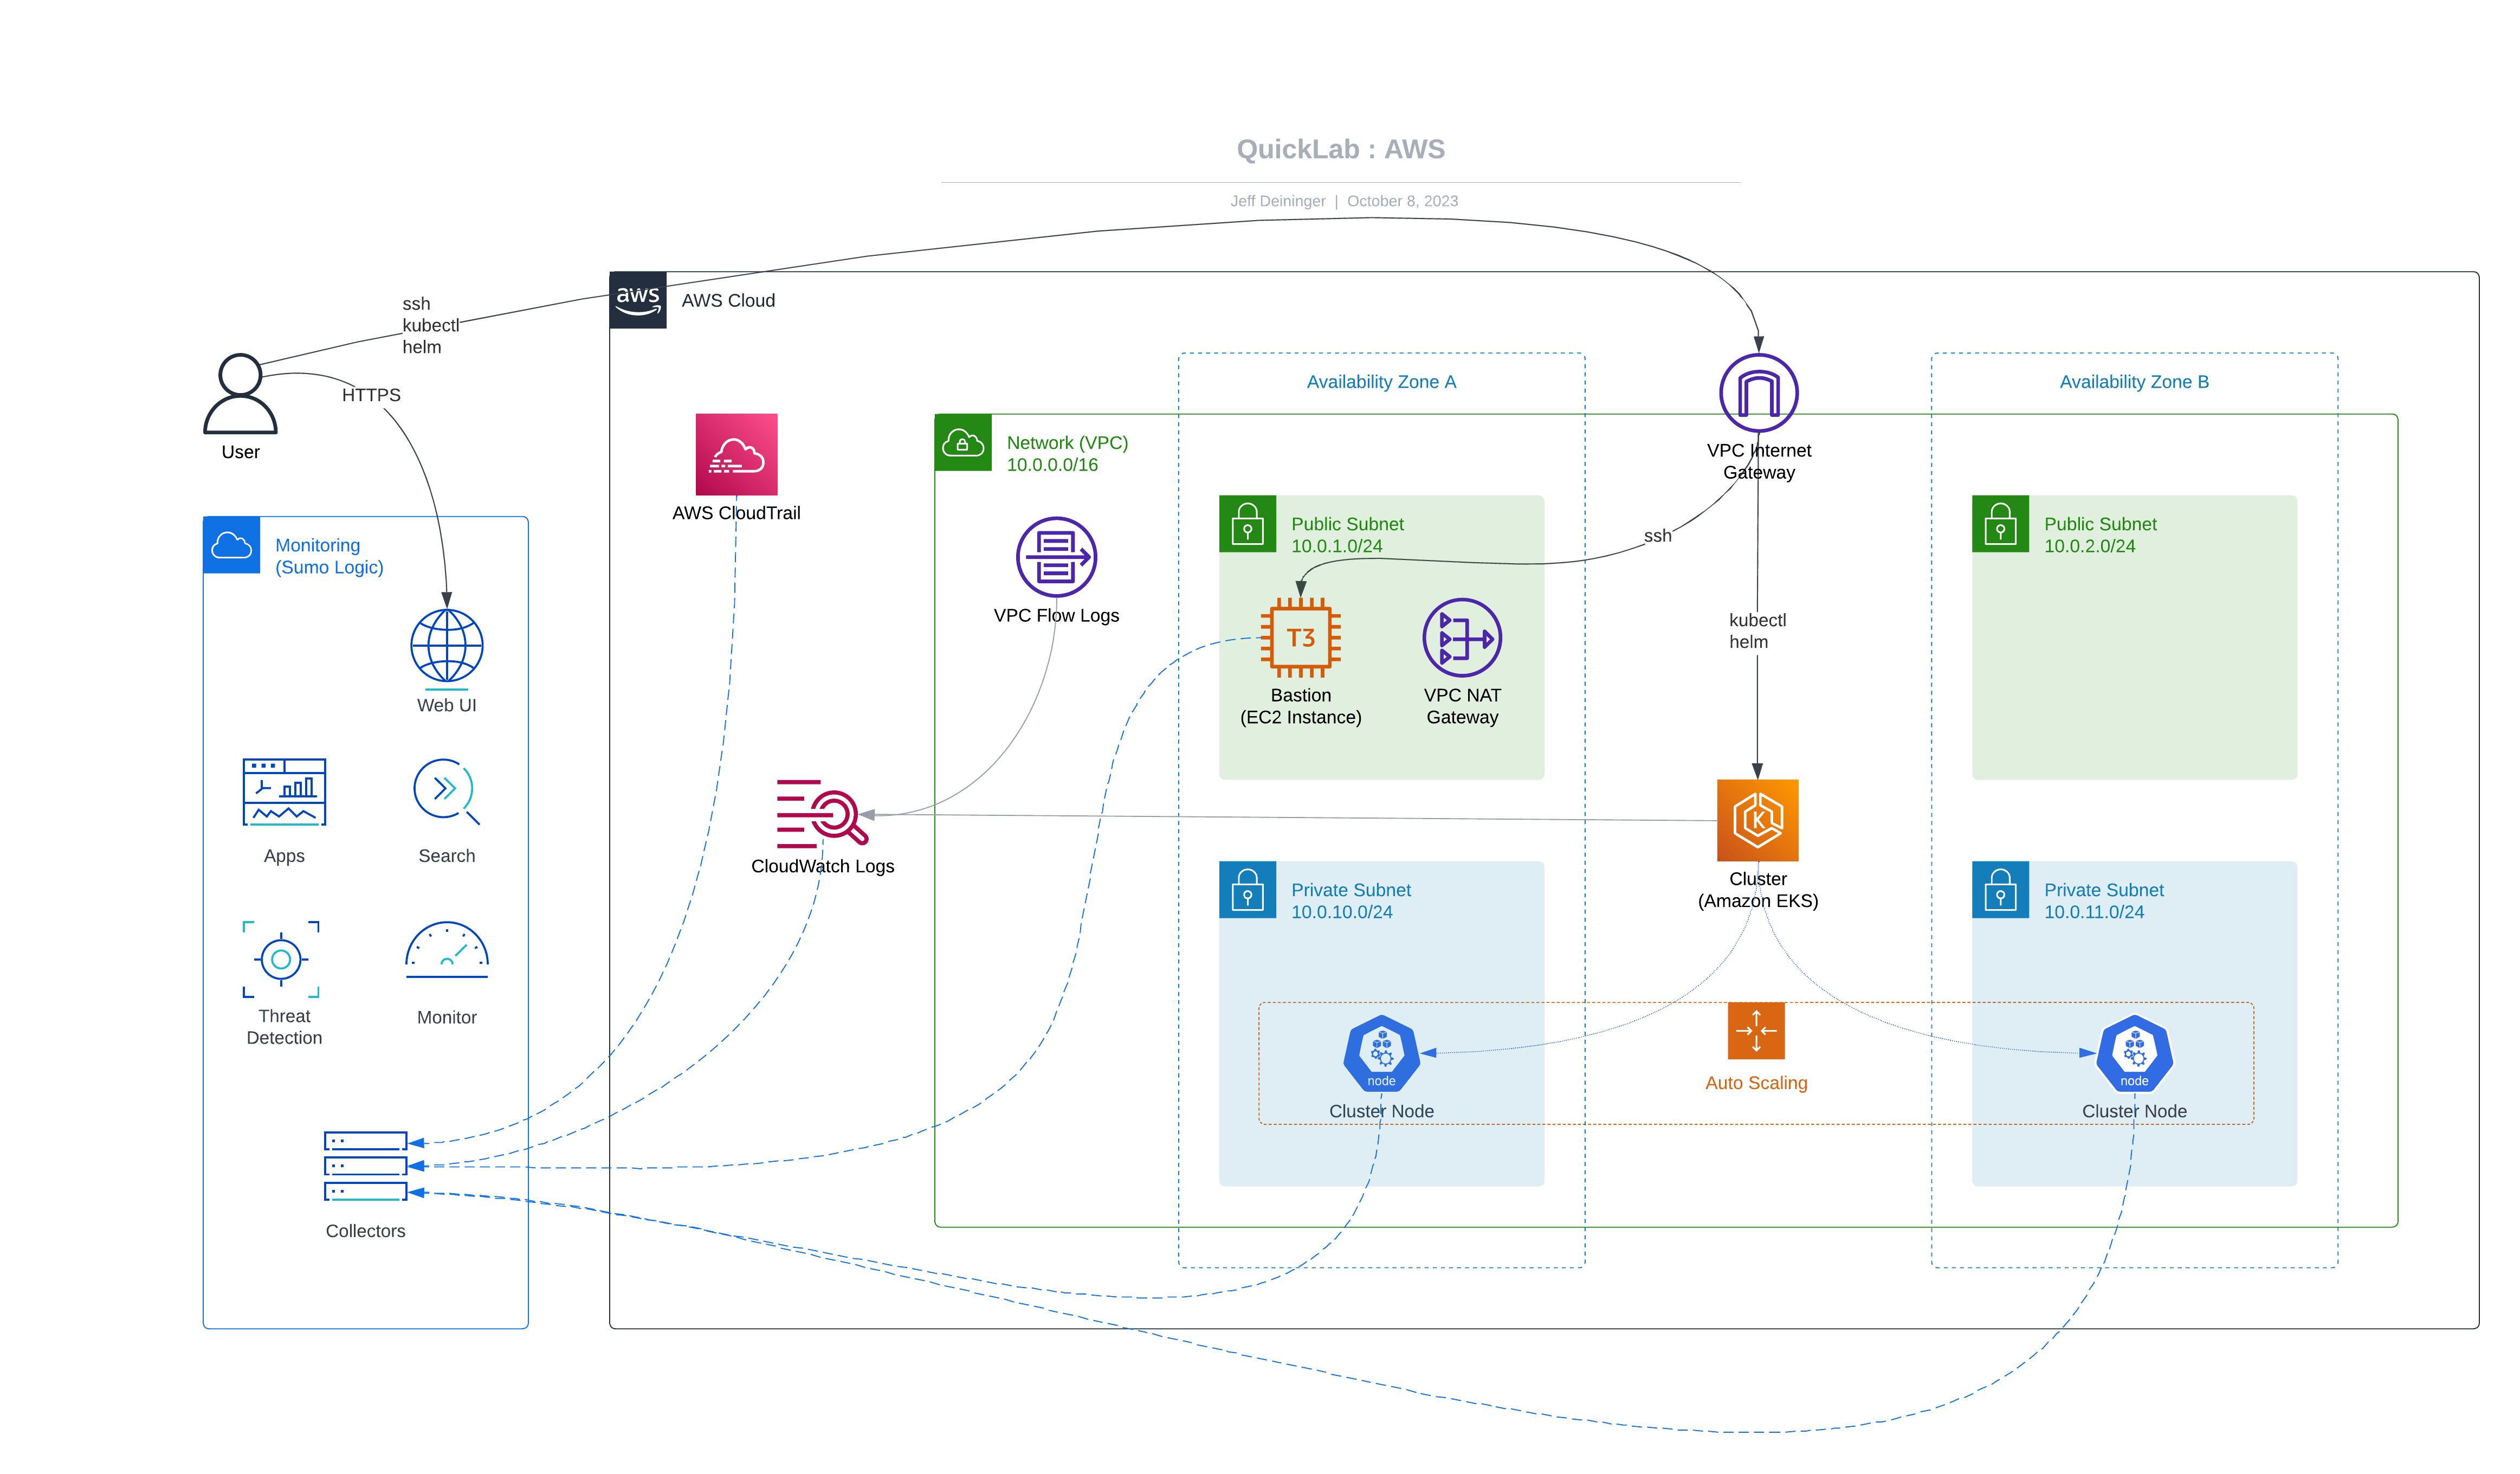 QuickLab : AWS
Jeff Deininger | October 8, 2023
ssh
kubectl
helm
aws
AWS Cloud
HTTPS
User
Availability Zone A
Availability Zone B
Network (VPC)
10.0.0.0/16
VPC Internet
Gateway
AWS CloudTrail
Monitoring
(Sumo Logic)
VPC Flow Logs
Public Subnet
10.0.1.0/24
ssh
Public Subnet
10.0.2.0/24
T3
Bastion
(EC2 Instance)
VPC NAT
Gateway
kubectl
helm
Web UI
Apps
Search
CloudWatch Logs
K
Cluster
(Amazon EKS)
Private Subnet
10.0.10.0/24
Private Subnet
10.0.11.0/24
Threat
Detection
Monitor
node
Cluster Node
Auto Scaling
node
Cluster Node
Collectors